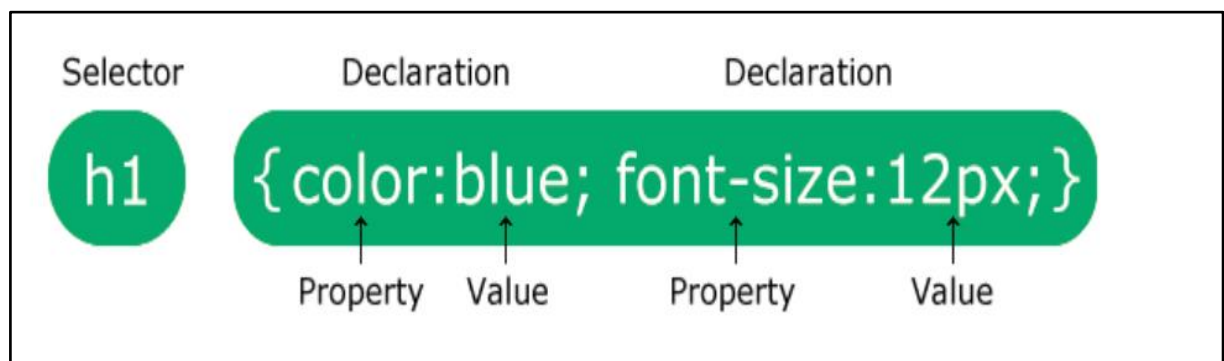 Selector Declaration Declaration
h1 {color:blue; font-size:12px;}
Property Value Property Value